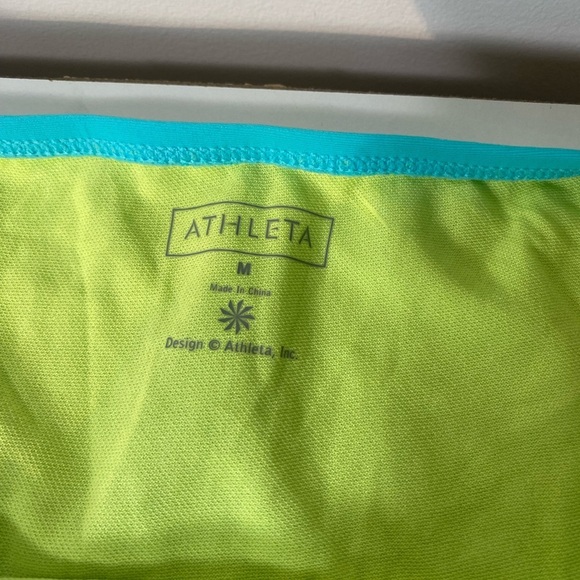 ATHLETA
M
Made In China
Design © Athleta, Inc.